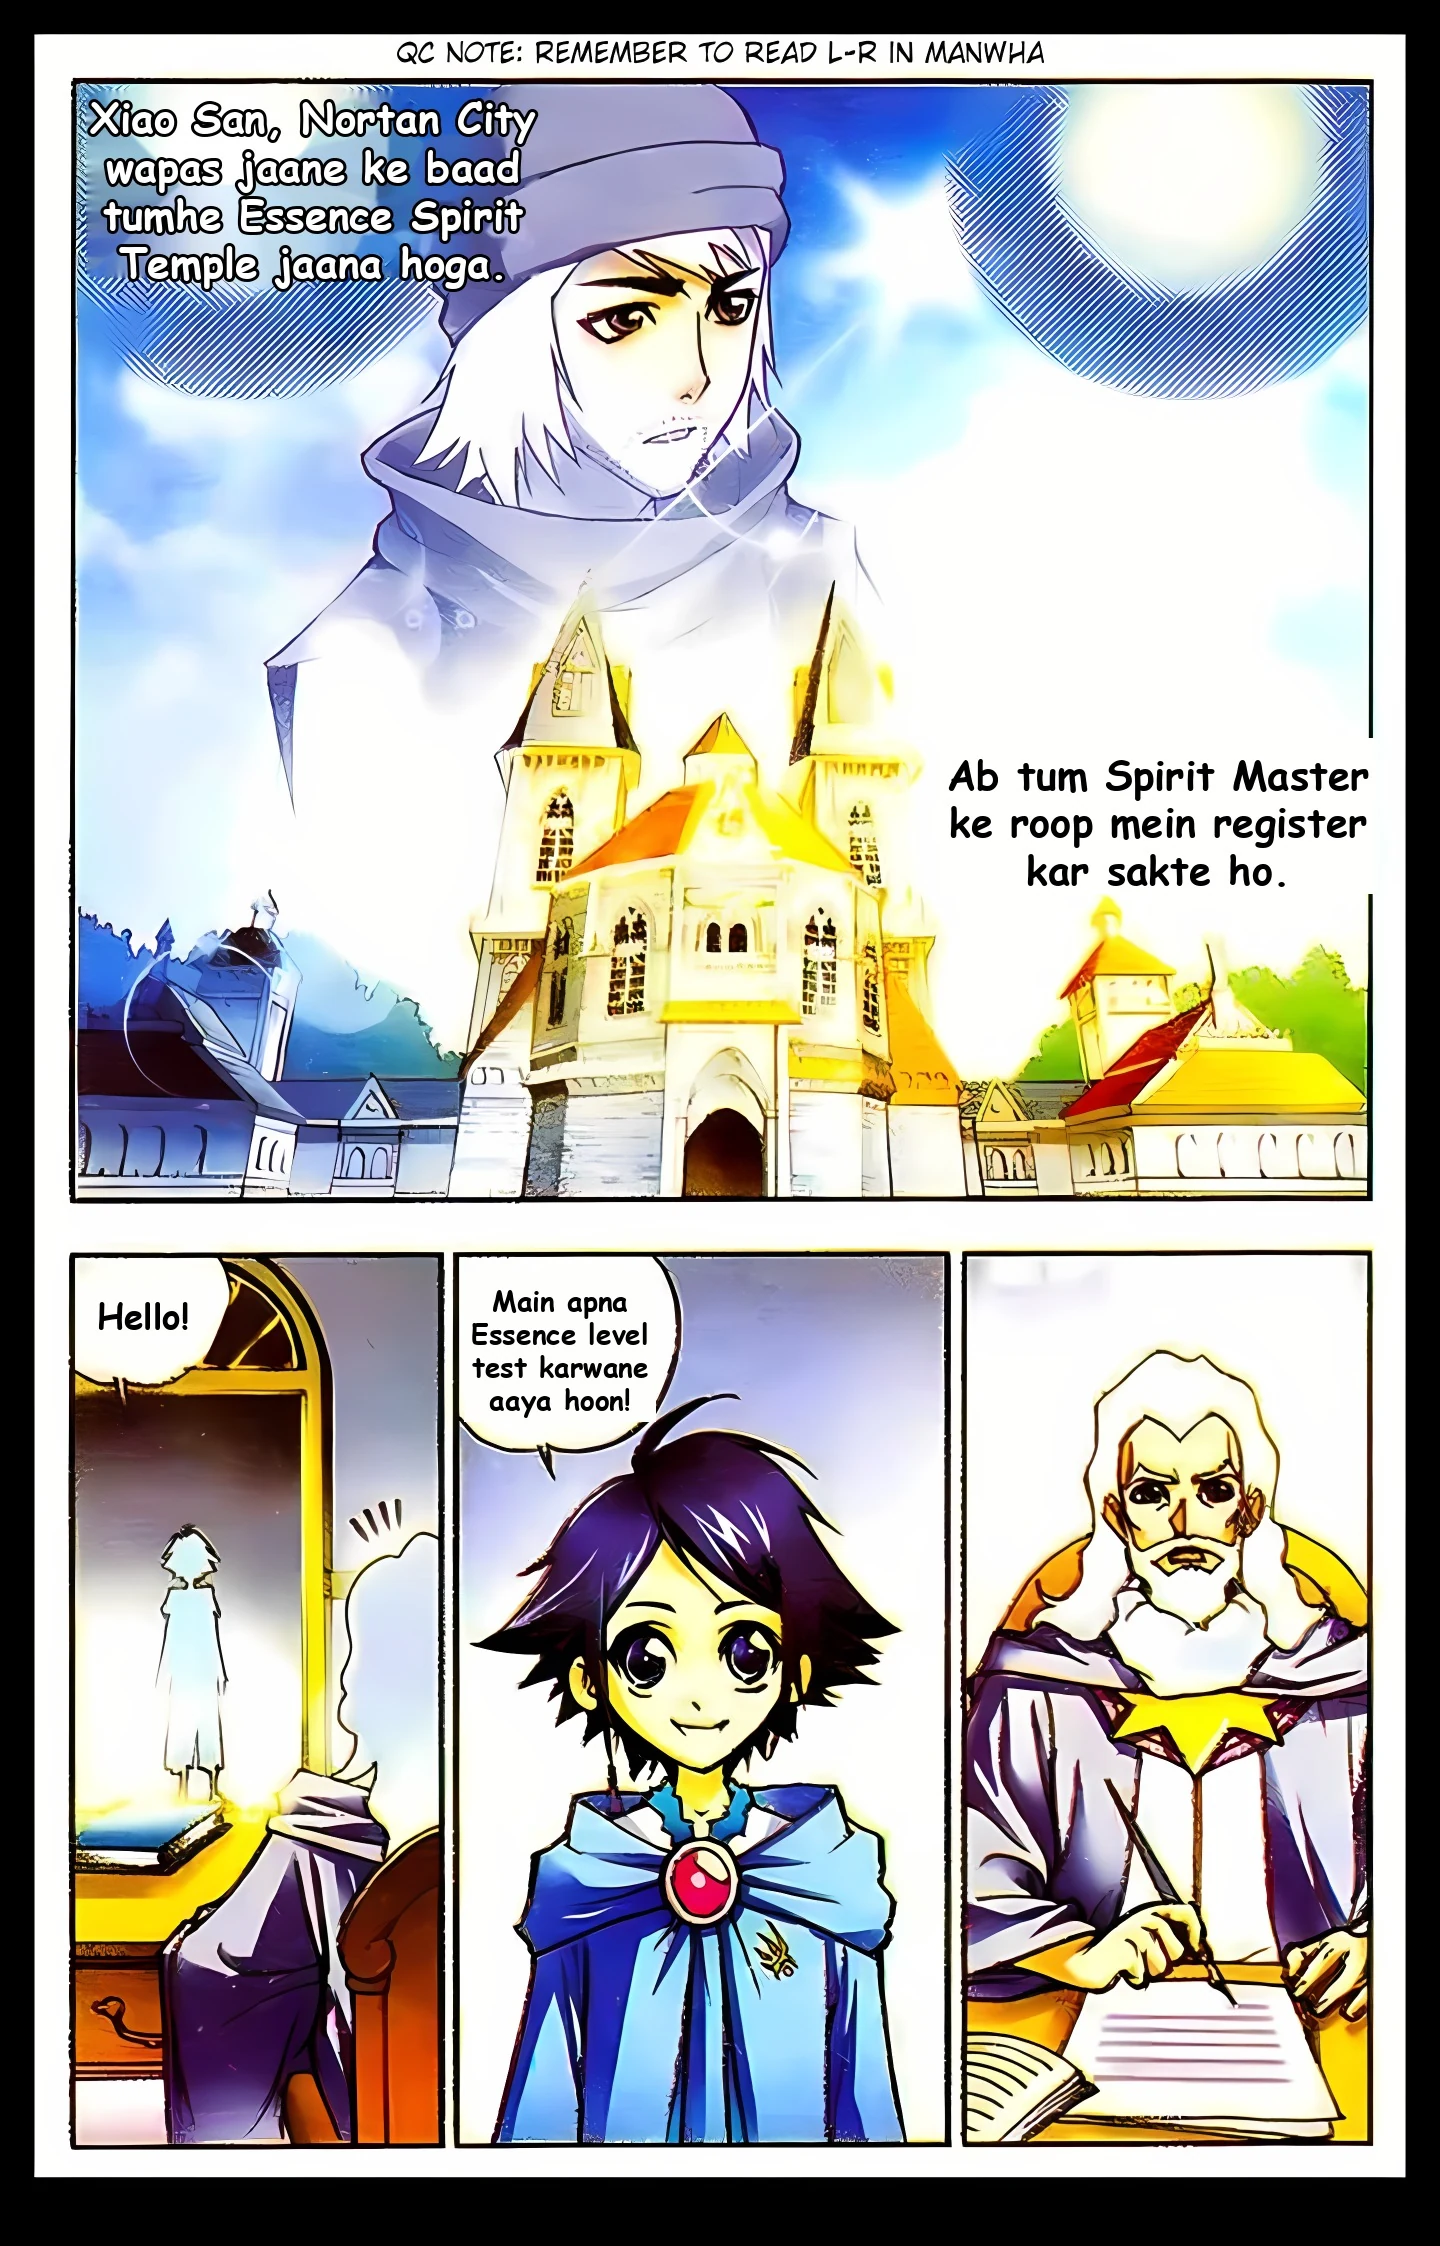 QC NOTE: REMEMBER TO READ L-R IN MANWHA
Xiao San, Nortan City
wapas jaane ke baad
tumhe Essence Spirit
Temple jaana hoga.
Ab tum Spirit Master
ke roop mein register
kar sakte ho.
Hello!
Main apna
Essence level
test karwane
aaya hoon!